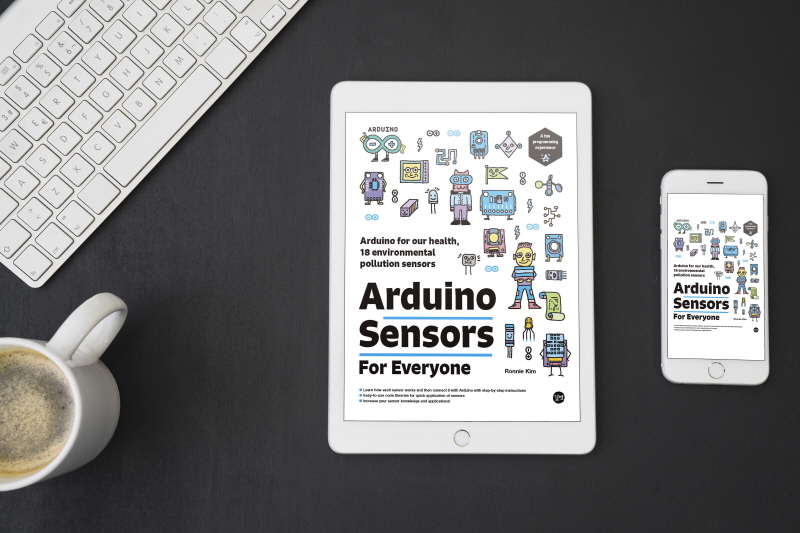 ARDUINO
A fun
programming
experience
Arduino for our health,
18 environmental
pollution sensors
Arduino
Sensors
For Everyone
Ronnie Kim
Learn how each sensor works and then connect it with Arduino with step-by-step instructions
Easy-to-use code libraries for quick application of sensors
Increase your sensor knowledge and applications!
ARDUINO
Arduino for our health,
18 environmental
pollution sensors
Arduino
Sensors
For Everyone
Ronnie Kim